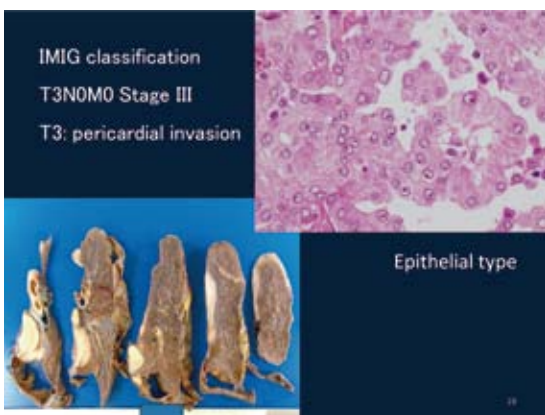 IMIG classification
T3N0M0 Stage III
T3: pericardial invasion
Epithelial type